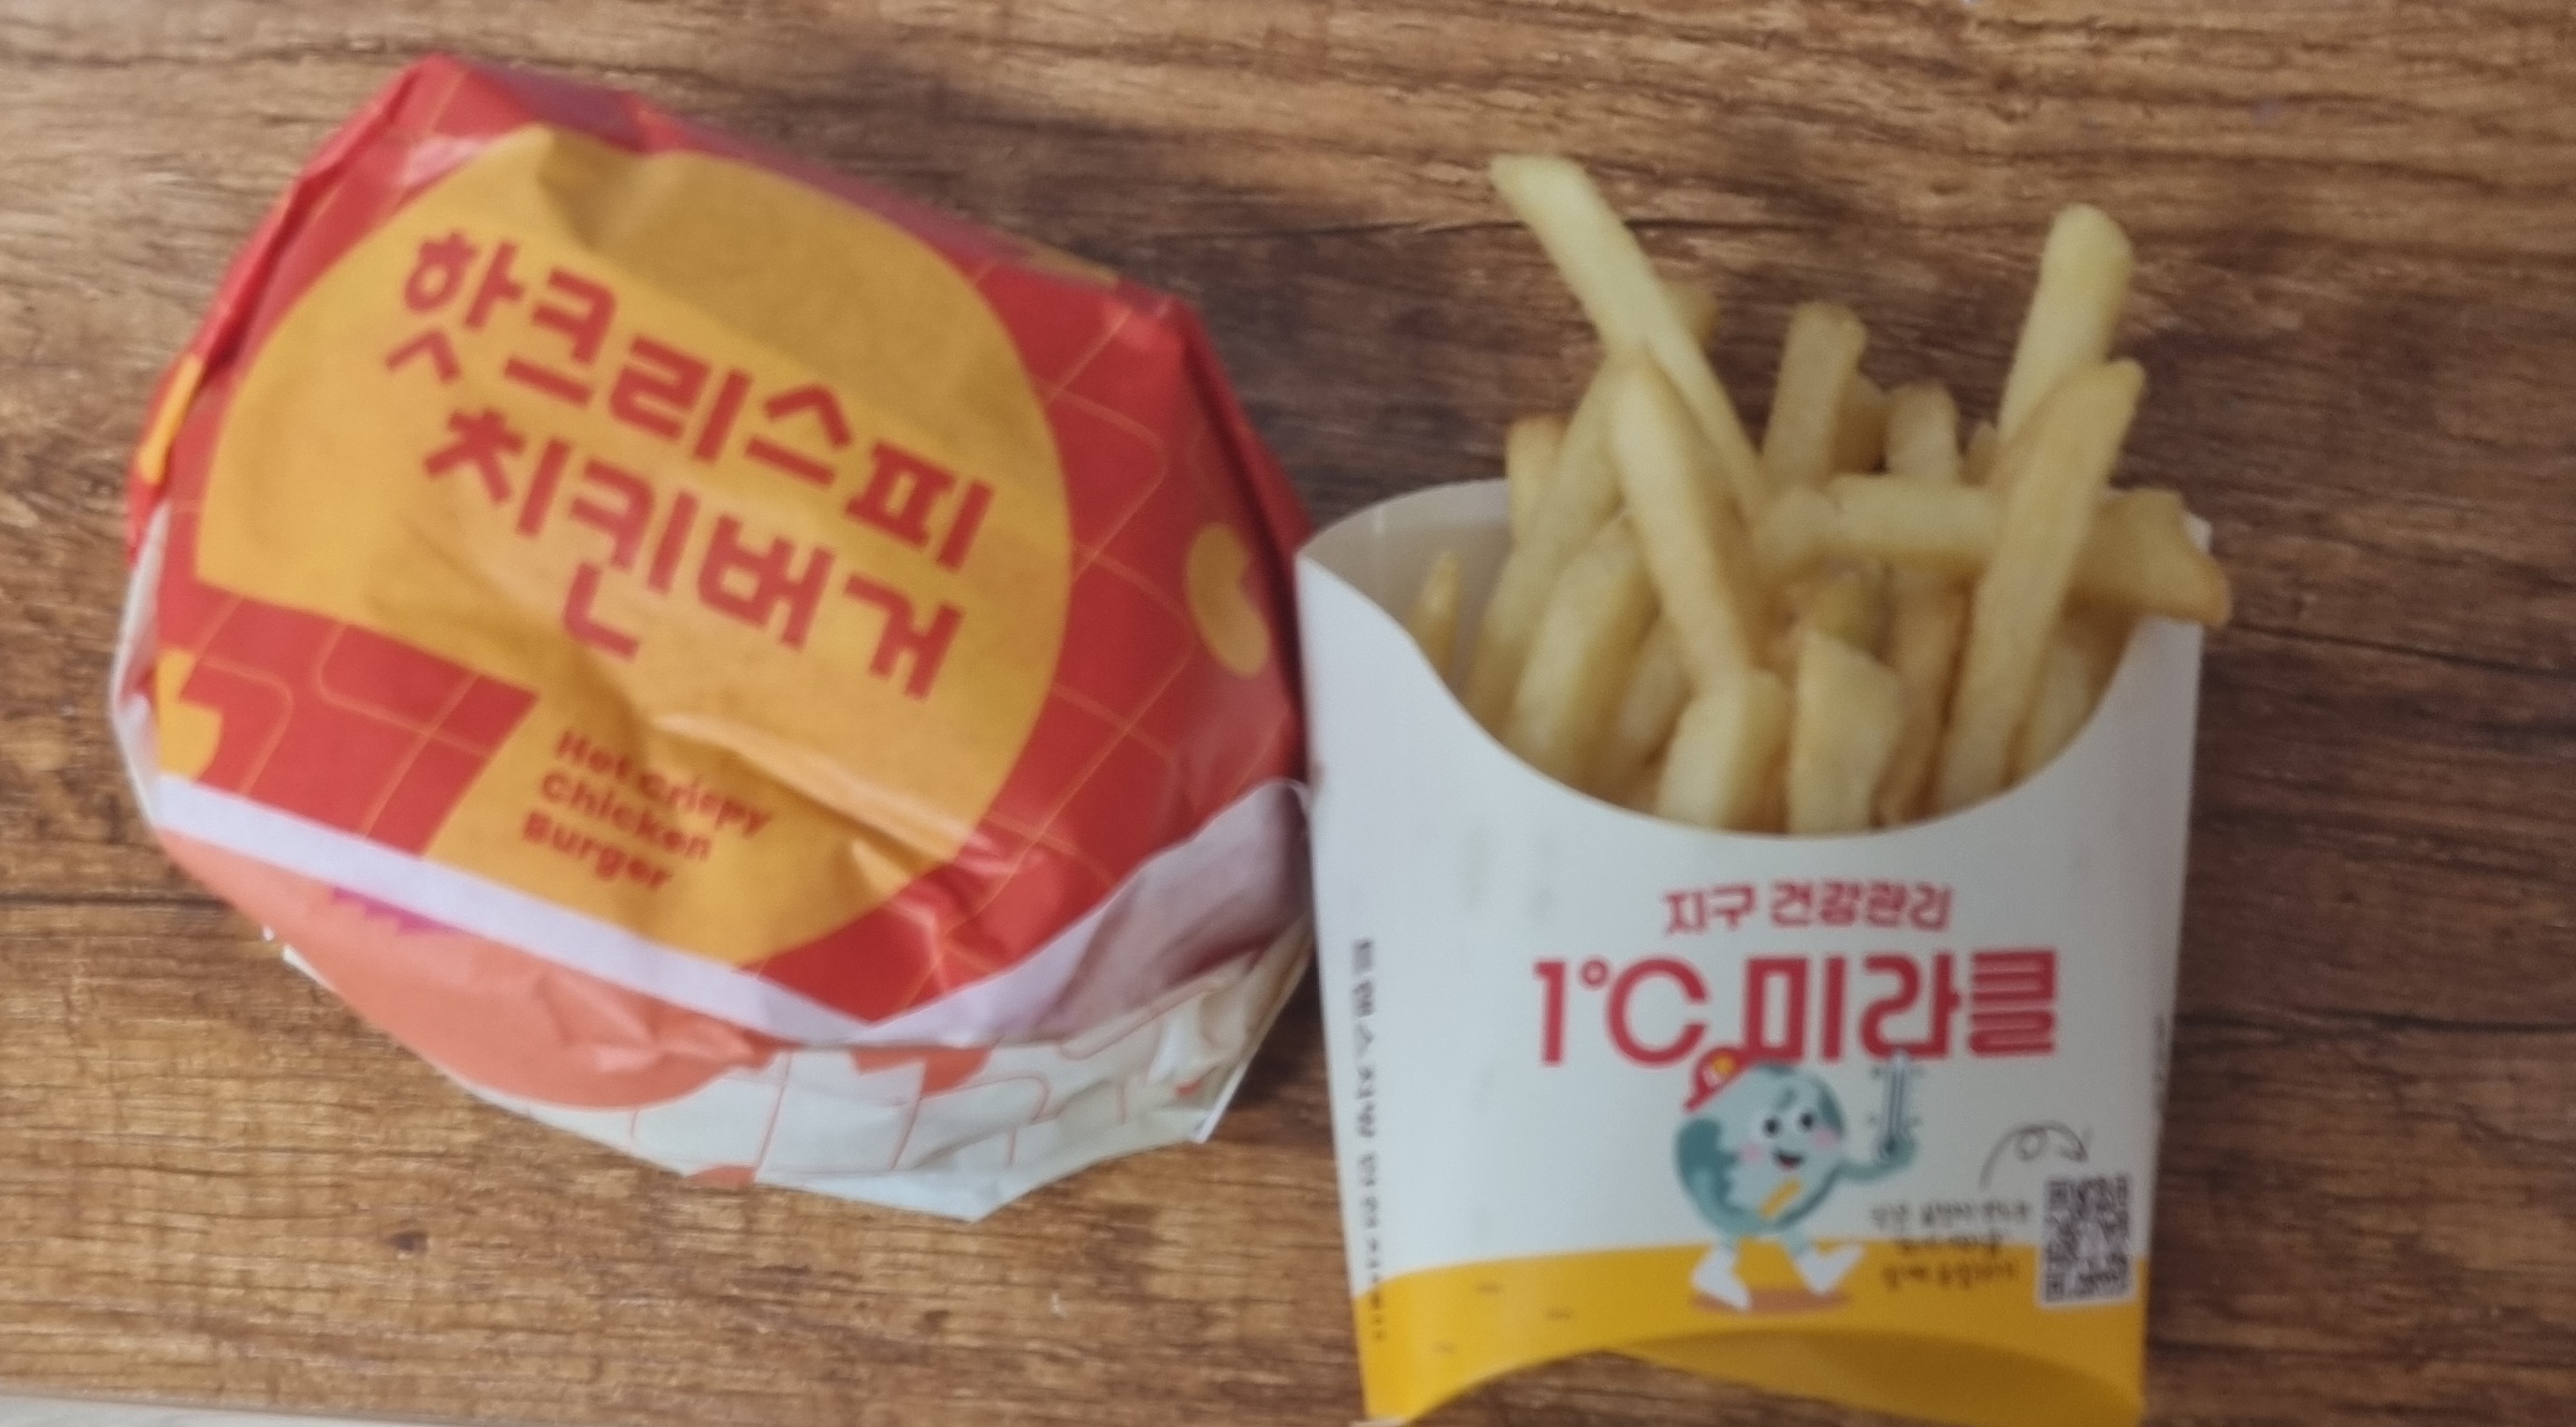 핫크리스피
치킨버거
Hot crispy
Chicken
Burger
지구 건강관리
1℃ 미라클